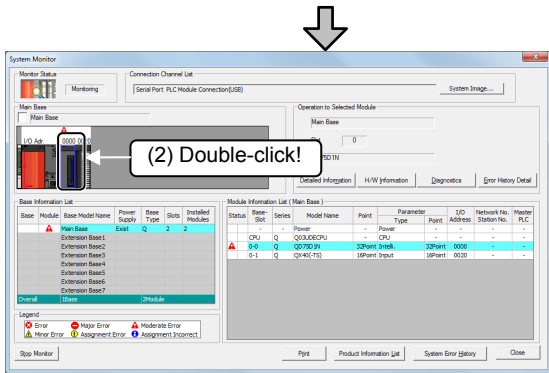 System Monitor
Monitor Status
Monitoring
Connection Channel List
Serial Port PLC Module Connection(USB)
System Image...
Main Base
Main Base
I/O Adr
0000
(2) Double-click!
Operation to Selected Module
Main Base
Slot 0
75D1N
Detailed Information
H/W Information
Diagnostics
Error History Detail
Base Information List
Base Module Base Model Name Power Supply Base Type Slots Installed Modules
Main Base Exist Q 2 2
Extension Base1
Extension Base2
Extension Base3
Extension Base4
Extension Base5
Extension Base6
Extension Base7
Overall 1Base 2Module
Module Information List (Main Base)
Status Base-Slot Series Model Name Point Parameter Type Point I/O Address Network No. Station No. Master PLC
- - Power - Power - - - -
CPU Q Q03UDECPU - CPU - - - -
0-0 Q QD75D1N 32Point Intelli. 32Point 0000 - -
0-1 Q QX40(-TS) 16Point Input 16Point 0020 - -
Legend
Error
Major Error
Moderate Error
Minor Error
Assignment Error
Assignment Incorrect
Stop Monitor
Print
Product Information List
System Error History
Close